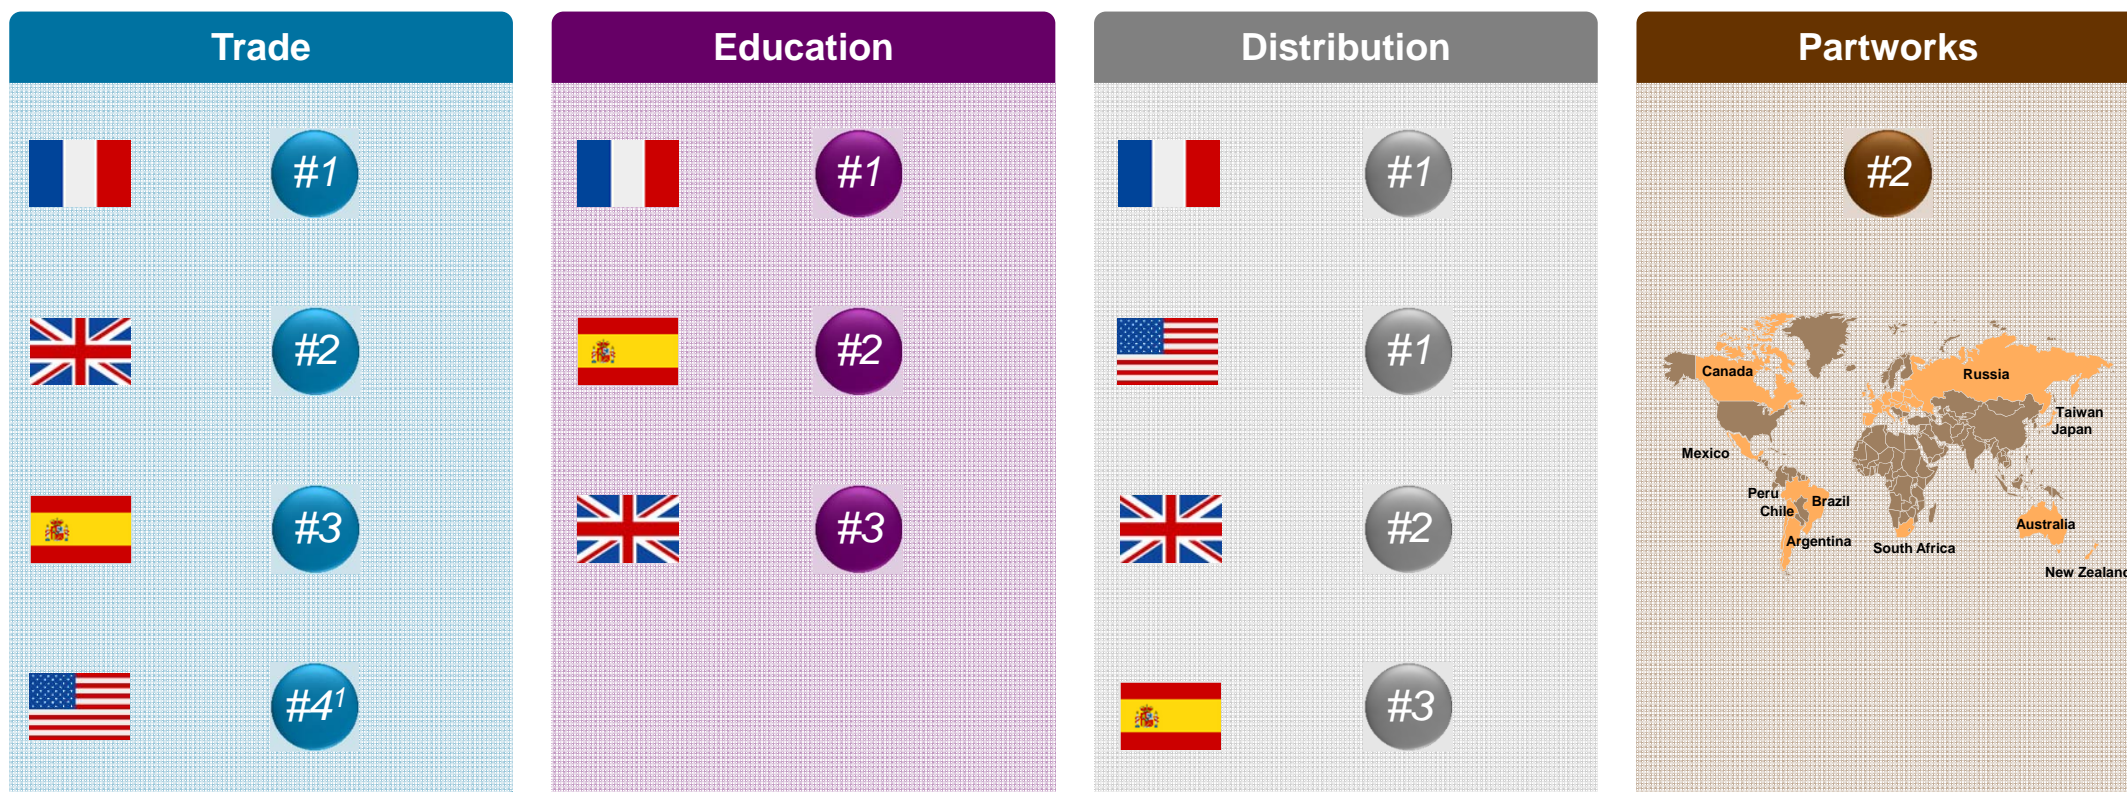 Trade
#1
#2
#3
#4¹
Education
#1
#2
#3
Distribution
#1
#1
#2
#3
Partworks
#2
Canada
Russia
Taiwan
Japan
Mexico
Peru
Brazil
Chile
Australia
Argentina
South Africa
New Zealand